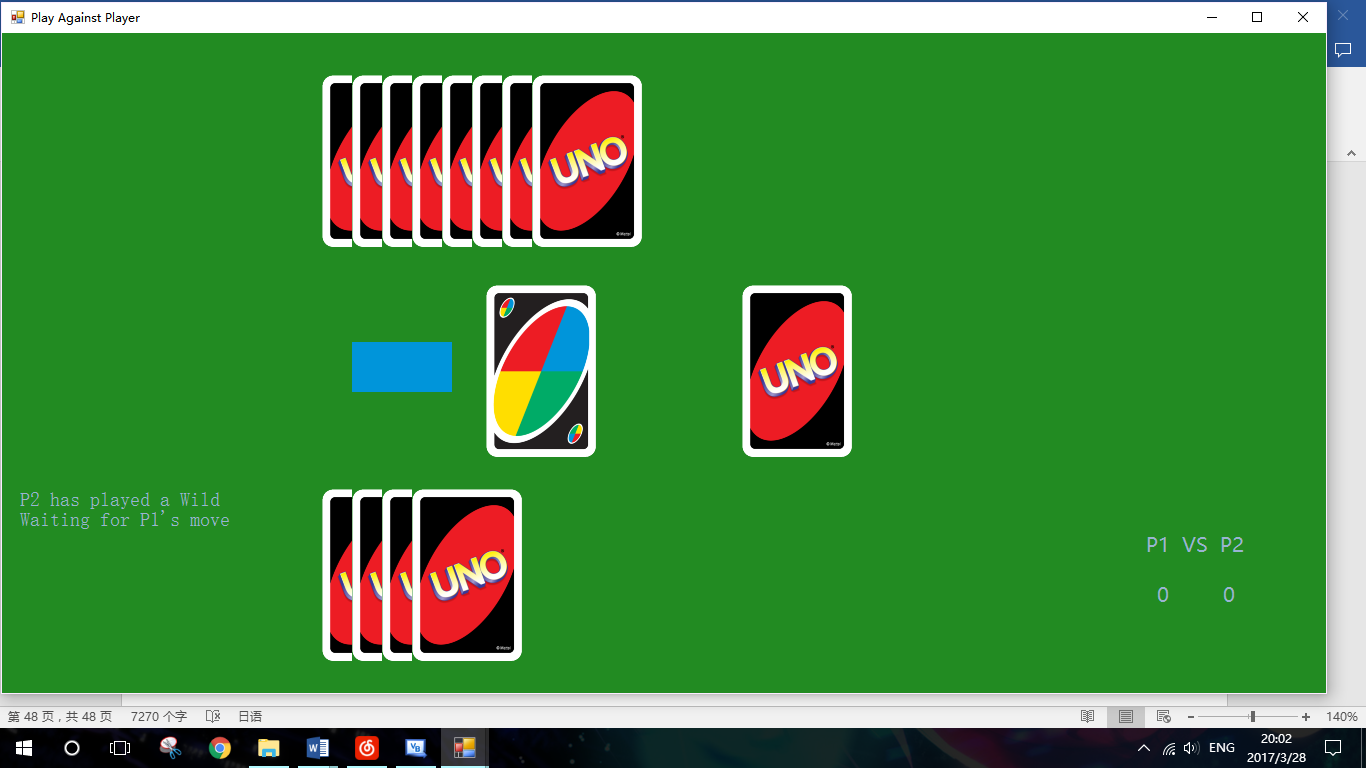 Play Against Player
UNO
UNO
P2 has played a Wild
Waiting for P1's move
UNO
P1 VS P2
0 0
第 48 页，共 48 页 7270 个字 日语 140%
ENG 20:02
2017/3/28